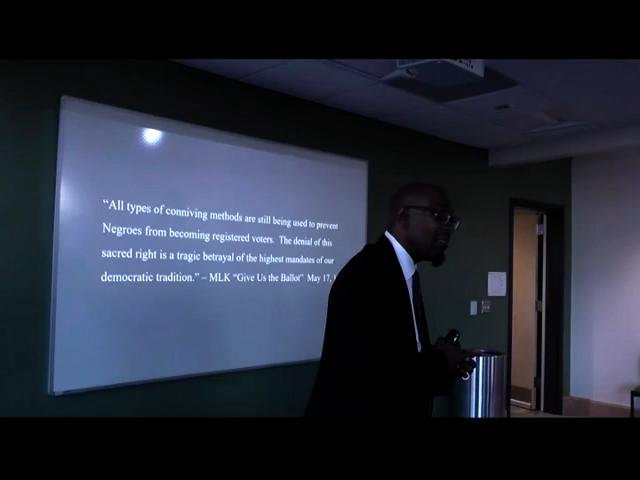 “All types of conniving methods are still being used to prevent
Negroes from becoming registered voters. The denial of this
sacred right is a tragic betrayal of the highest mandates of our
democratic tradition.” – MLK “Give Us the Ballot” May 17,